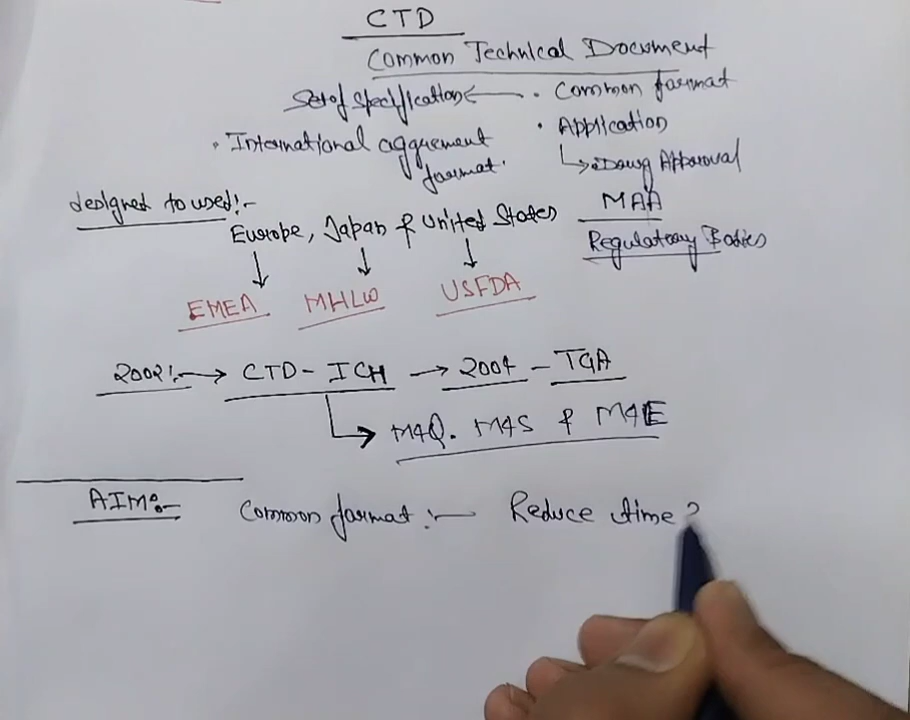 CTD
Common Technical Document
Set of Specification ← · Common format
· International aggrement format · Application
↳ Drug Approval
designed to used:-
MAA
Europe, Japan & United States
Regulatory Bodies
EMEA MHLW USFDA
2002:- → CTD - ICH → 2004 - TGA
↳ M4Q. M4S & M4E
AIM:-
Common format :- Reduce time